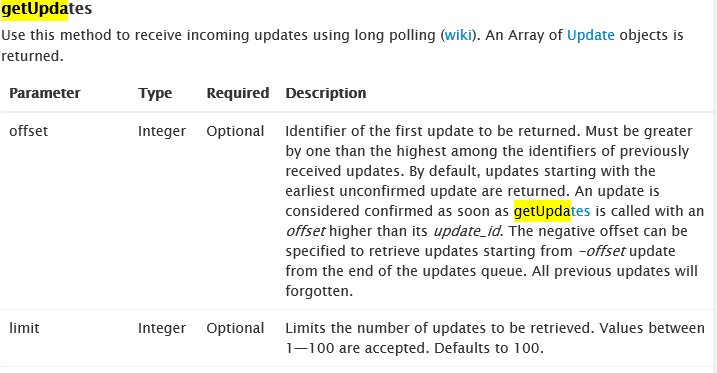 getUpdates
Use this method to receive incoming updates using long polling (wiki). An Array of Update objects is
returned.
Parameter Type Required Description
offset Integer Optional Identifier of the first update to be returned. Must be greater
by one than the highest among the identifiers of previously
received updates. By default, updates starting with the
earliest unconfirmed update are returned. An update is
considered confirmed as soon as getUpdates is called with an
offset higher than its update_id. The negative offset can be
specified to retrieve updates starting from -offset update
from the end of the updates queue. All previous updates will
forgotten.
limit Integer Optional Limits the number of updates to be retrieved. Values between
1—100 are accepted. Defaults to 100.